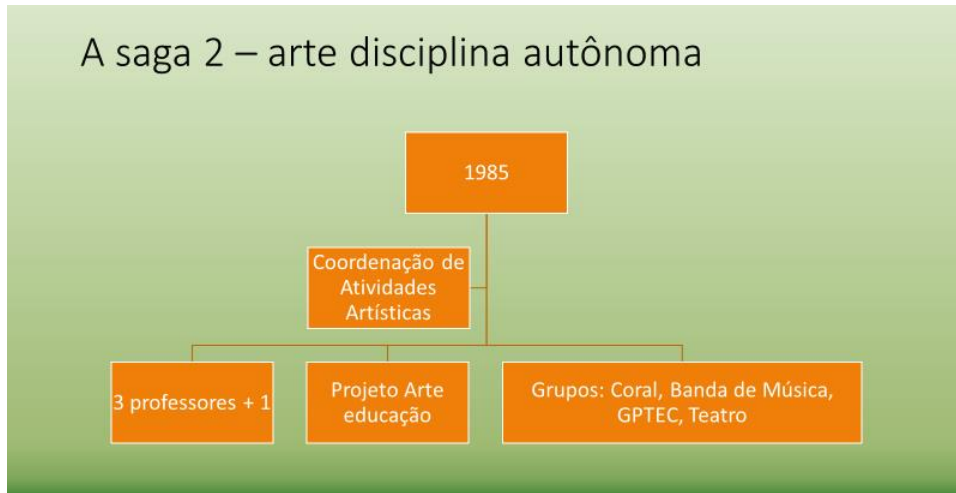 A saga 2 – arte disciplina autônoma
1985
Coordenação de
Atividades
Artísticas
3 professores + 1
Projeto Arte
educação
Grupos: Coral, Banda de Música,
GPTEC, Teatro